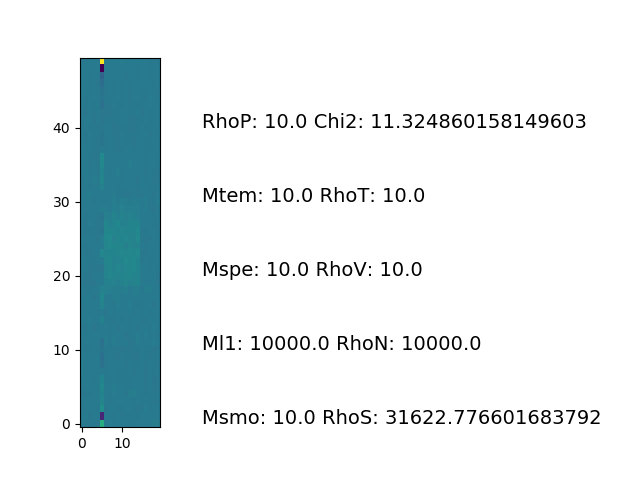 40
30
20
10
0
0 10
RhoP: 10.0 Chi2: 11.324860158149603
Mtem: 10.0 RhoT: 10.0
Mspe: 10.0 RhoV: 10.0
Ml1: 10000.0 RhoN: 10000.0
Msmo: 10.0 RhoS: 31622.776601683792